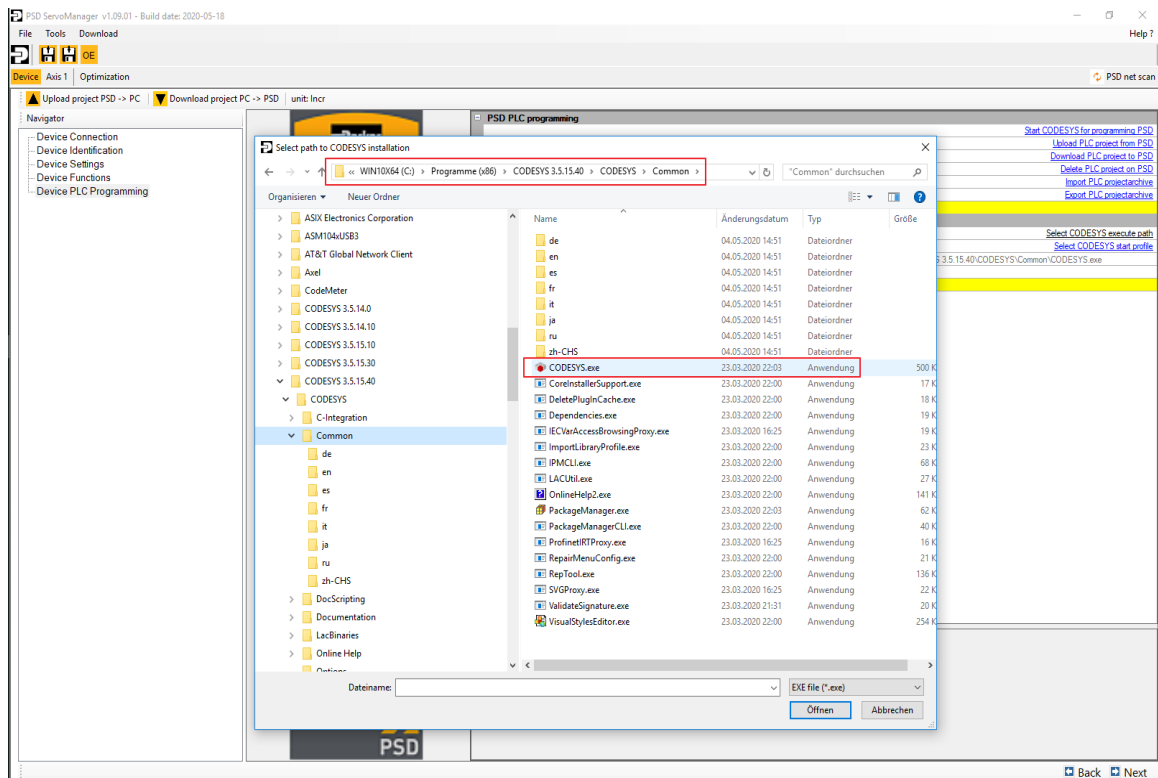 PSD ServoManager v1.09.01 - Build date: 2020-05-18
File Tools Download Help ?
OE
Device Axis 1 Optimization PSD net scan
Upload project PSD -> PC Download project PC -> PSD unit: Incr
Navigator
Device Connection
Device Identification
Device Settings
Device Functions
Device PLC Programming
PSD PLC programming
Start CODESYS for programming PSD
Upload PLC project from PSD
Download PLC project to PSD
Delete PLC project on PSD
Import PLC projectarchive
Export PLC projectarchive
Select CODESYS execute path
Select CODESYS start profile
3.5.15.40\CODESYS\Common\CODESYS.exe
Select path to CODESYS installation
« WIN10X64 (C:) › Programme (x86) › CODESYS 3.5.15.40 › CODESYS › Common ›
"Common" durchsuchen
Organisieren Neuer Ordner
ASIX Electronics Corporation
ASM104xUSB3
AT&T Global Network Client
Axel
CodeMeter
CODESYS 3.5.14.0
CODESYS 3.5.14.10
CODESYS 3.5.15.10
CODESYS 3.5.15.30
CODESYS 3.5.15.40
CODESYS
C-Integration
Common
de
en
es
fr
it
ja
ru
zh-CHS
DocScripting
Documentation
LacBinaries
Online Help
Options
Name Änderungsdatum Typ Größe
de 04.05.2020 14:51 Dateiordner
en 04.05.2020 14:51 Dateiordner
es 04.05.2020 14:51 Dateiordner
fr 04.05.2020 14:51 Dateiordner
it 04.05.2020 14:51 Dateiordner
ja 04.05.2020 14:51 Dateiordner
ru 04.05.2020 14:51 Dateiordner
zh-CHS 04.05.2020 14:51 Dateiordner
CODESYS.exe 23.03.2020 22:03 Anwendung 500 K
CoreInstallerSupport.exe 23.03.2020 22:00 Anwendung 17 K
DeletePlugInCache.exe 23.03.2020 22:00 Anwendung 18 K
Dependencies.exe 23.03.2020 22:00 Anwendung 19 K
IECVarAccessBrowsingProxy.exe 23.03.2020 16:25 Anwendung 19 K
ImportLibraryProfile.exe 23.03.2020 22:00 Anwendung 23 K
IPMCLI.exe 23.03.2020 22:00 Anwendung 68 K
LACUtil.exe 23.03.2020 22:00 Anwendung 27 K
OnlineHelp2.exe 23.03.2020 22:00 Anwendung 141 K
PackageManager.exe 23.03.2020 22:03 Anwendung 62 K
PackageManagerCLI.exe 23.03.2020 22:00 Anwendung 40 K
ProfinetIRTProxy.exe 23.03.2020 16:25 Anwendung 16 K
RepairMenuConfig.exe 23.03.2020 22:00 Anwendung 21 K
RepTool.exe 23.03.2020 22:00 Anwendung 136 K
SVGProxy.exe 23.03.2020 16:25 Anwendung 22 K
ValidateSignature.exe 23.03.2020 21:31 Anwendung 20 K
VisualStylesEditor.exe 23.03.2020 22:00 Anwendung 254 K
Dateiname: EXE file (*.exe)
Öffnen Abbrechen
PSD
Back Next